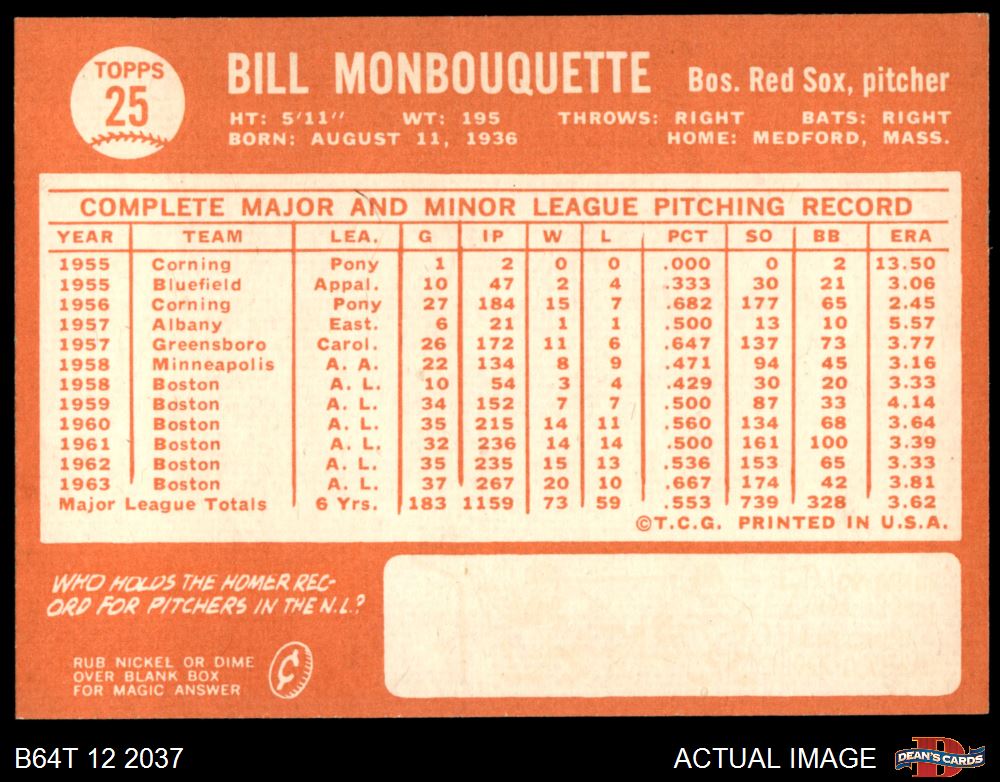 TOPPS
25
BILL MONBOUQUETTE Bos. Red Sox, pitcher
HT: 5'11" WT: 195 THROWS: RIGHT BATS: RIGHT
BORN: AUGUST 11, 1936 HOME: MEDFORD, MASS.
COMPLETE MAJOR AND MINOR LEAGUE PITCHING RECORD
YEAR TEAM LEA. G IP W L PCT SO BB ERA
1955 Corning Pony 1 2 0 0 .000 0 2 13.50
1955 Bluefield Appal. 10 47 2 4 .333 30 21 3.06
1956 Corning Pony 27 184 15 7 .682 177 65 2.45
1957 Albany East. 6 21 1 1 .500 13 10 5.57
1957 Greensboro Carol. 26 172 11 6 .647 137 73 3.77
1958 Minneapolis A. A. 22 134 8 9 .471 94 45 3.16
1958 Boston A. L. 10 54 3 4 .429 30 20 3.33
1959 Boston A. L. 34 152 7 7 .500 87 33 4.14
1960 Boston A. L. 35 215 14 11 .560 134 68 3.64
1961 Boston A. L. 32 236 14 14 .500 161 100 3.39
1962 Boston A. L. 35 235 15 13 .536 153 65 3.33
1963 Boston A. L. 37 267 20 10 .667 174 42 3.81
Major League Totals 6 Yrs. 183 1159 73 59 .553 739 328 3.62
©T.C.G. PRINTED IN U.S.A.
WHO HOLDS THE HOMER REC-
ORD FOR PITCHERS IN THE N.L.?
RUB NICKEL OR DIME
OVER BLANK BOX
FOR MAGIC ANSWER
¢
B64T 12 2037 ACTUAL IMAGE
D
DEAN'S CARDS